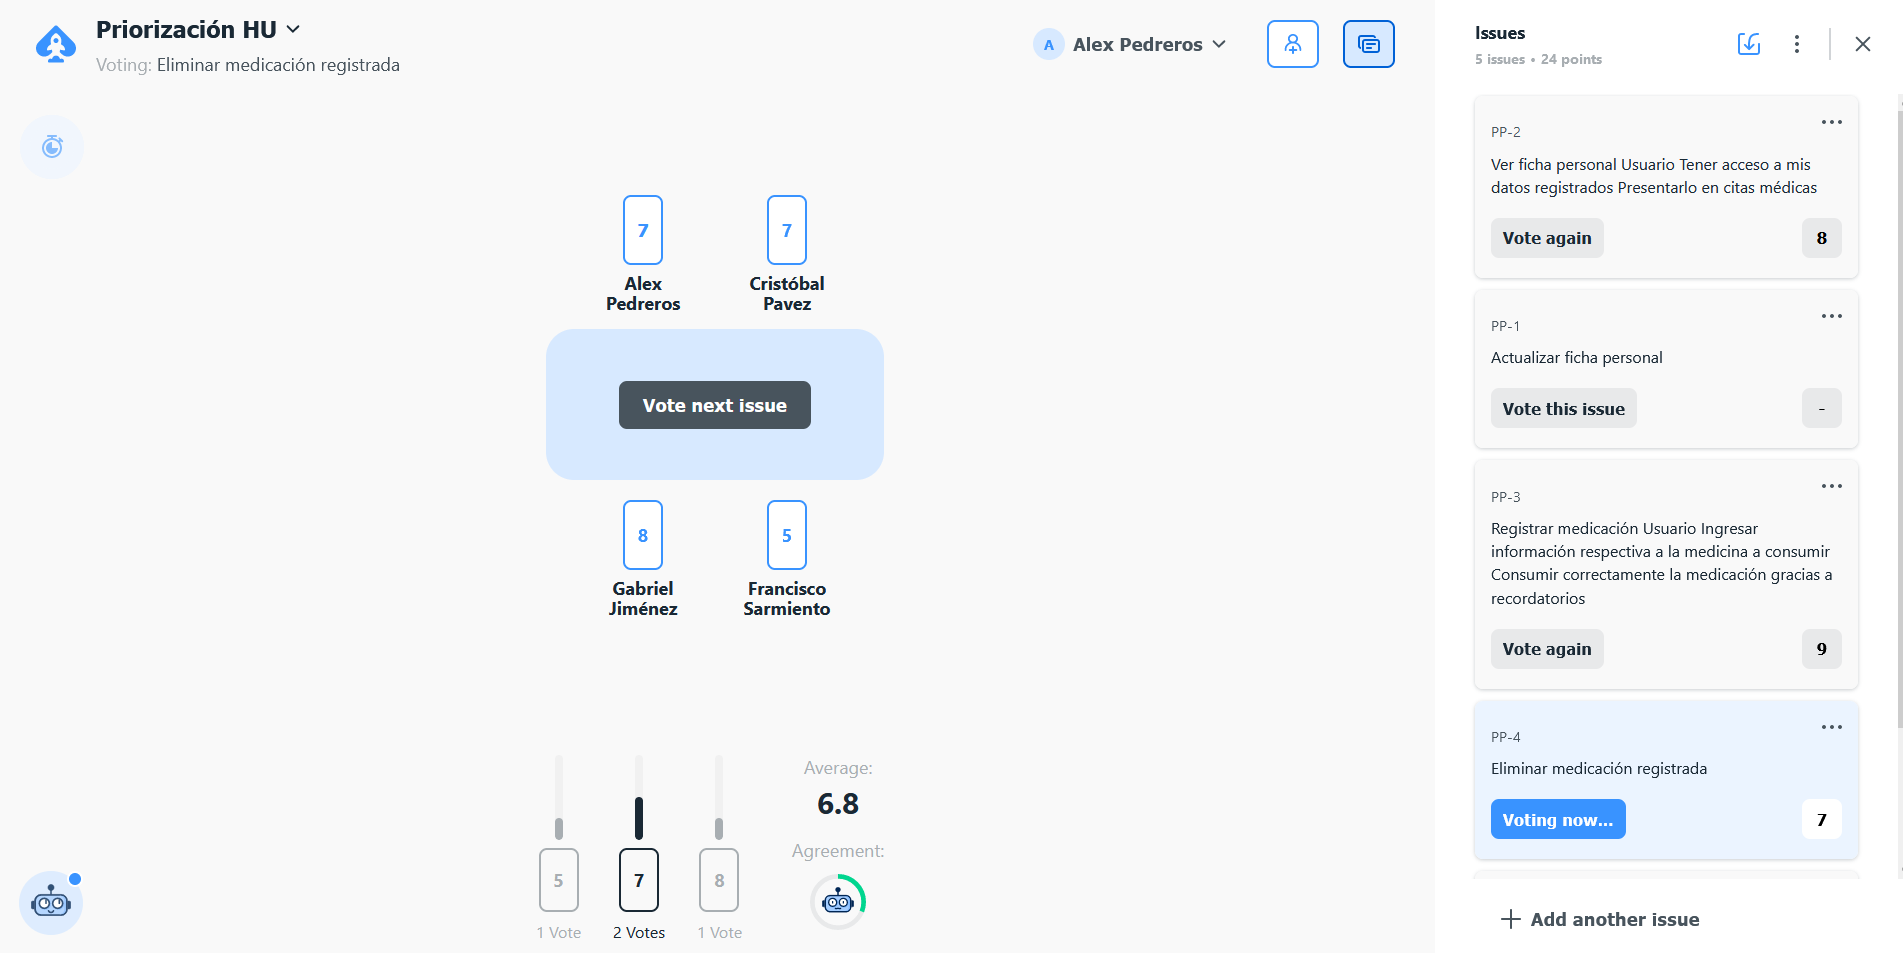 Priorización HU
Voting: Eliminar medicación registrada
A Alex Pedreros
7
7
Alex
Pedreros
Cristóbal
Pavez
Vote next issue
8
5
Gabriel
Jiménez
Francisco
Sarmiento
5
7
8
1 Vote
2 Votes
1 Vote
Average:
6.8
Agreement:
Issues
5 issues • 24 points
PP-2
Ver ficha personal Usuario Tener acceso a mis
datos registrados Presentarlo en citas médicas
Vote again 8
PP-1
Actualizar ficha personal
Vote this issue -
PP-3
Registrar medicación Usuario Ingresar
información respectiva a la medicina a consumir
Consumir correctamente la medicación gracias a
recordatorios
Vote again 9
PP-4
Eliminar medicación registrada
Voting now... 7
Add another issue